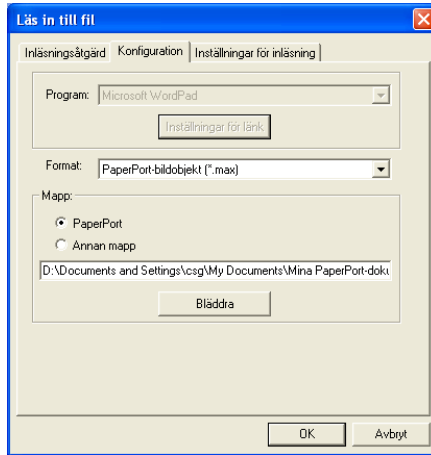 Läs in till fil
Inläsningsåtgärd Konfiguration Inställningar för inläsning
Program: Microsoft WordPad
Inställningar för länk
Format: PaperPort-bildobjekt (*.max)
Mapp:
PaperPort
Annan mapp
D:\Documents and Settings\csg\My Documents\Mina PaperPort-doku
Bläddra
OK Avbryt